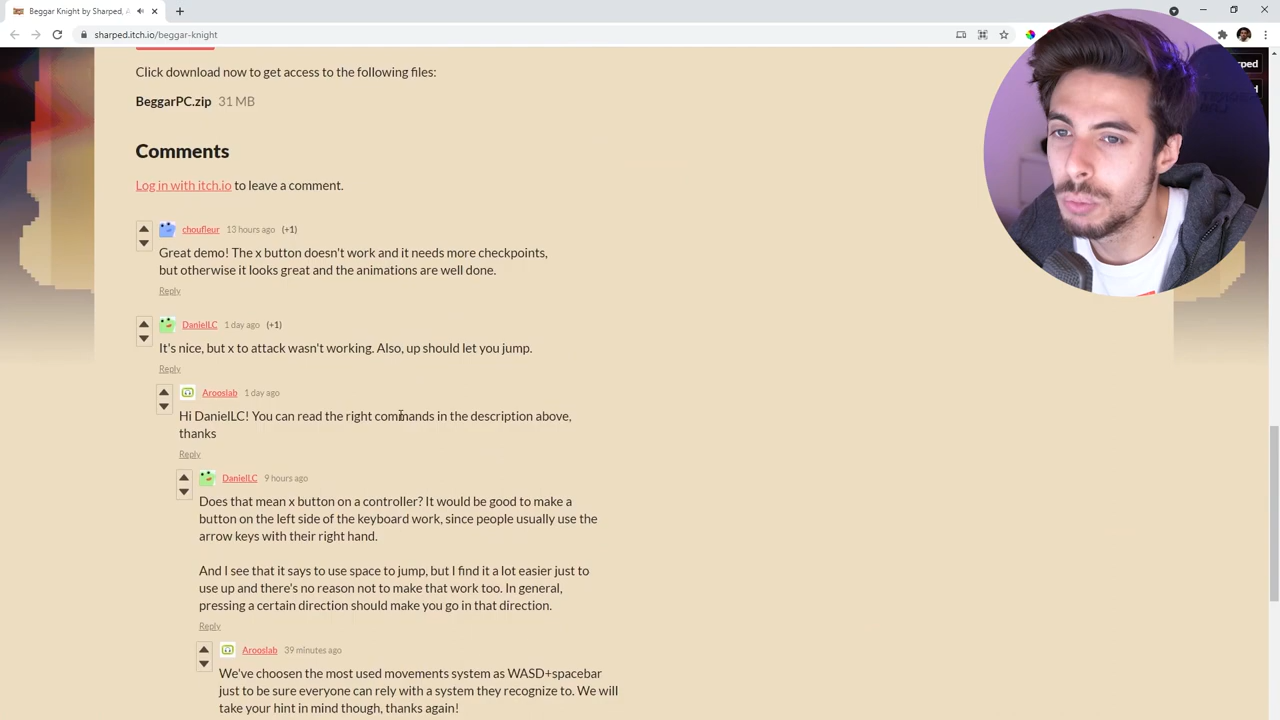 Beggar Knight by Sharped, A
sharped.itch.io/beggar-knight
Click download now to get access to the following files:
BeggarPC.zip 31 MB
Comments
Log in with itch.io to leave a comment.
choufleur 13 hours ago (+1)
Great demo! The x button doesn't work and it needs more checkpoints,
but otherwise it looks great and the animations are well done.
Reply
DanielLC 1 day ago (+1)
It's nice, but x to attack wasn't working. Also, up should let you jump.
Reply
Arooslab 1 day ago
Hi DanielLC! You can read the right commands in the description above,
thanks
Reply
DanielLC 9 hours ago
Does that mean x button on a controller? It would be good to make a
button on the left side of the keyboard work, since people usually use the
arrow keys with their right hand.
And I see that it says to use space to jump, but I find it a lot easier just to
use up and there's no reason not to make that work too. In general,
pressing a certain direction should make you go in that direction.
Reply
Arooslab 39 minutes ago
We've choosen the most used movements system as WASD+spacebar
just to be sure everyone can rely with a system they recognize to. We will
take your hint in mind though, thanks again!